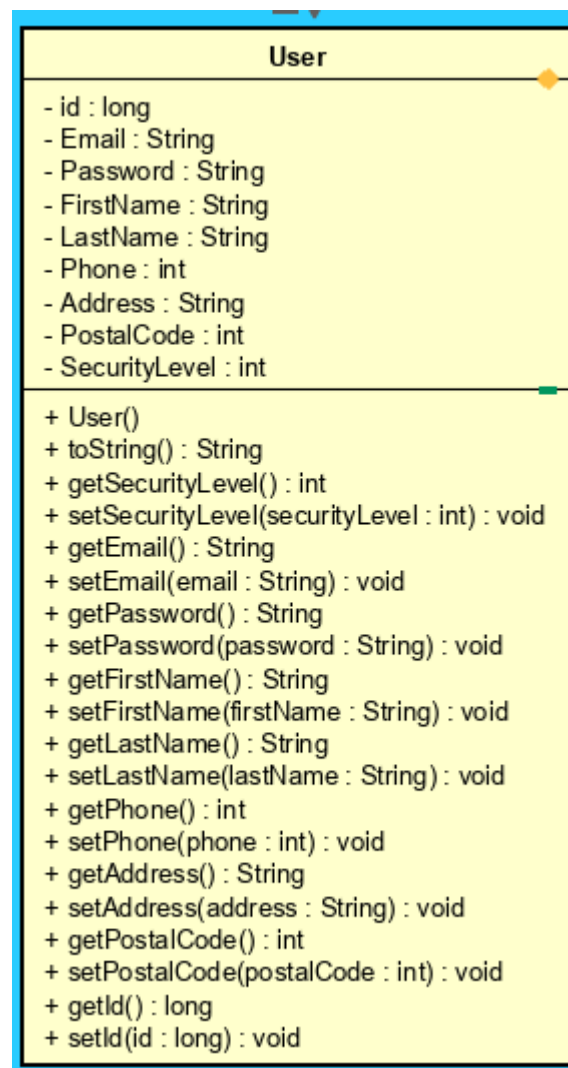 User
- id : long
- Email : String
- Password : String
- FirstName : String
- LastName : String
- Phone : int
- Address : String
- PostalCode : int
- SecurityLevel : int
+ User()
+ toString() : String
+ getSecurityLevel() : int
+ setSecurityLevel(securityLevel : int) : void
+ getEmail() : String
+ setEmail(email : String) : void
+ getPassword() : String
+ setPassword(password : String) : void
+ getFirstName() : String
+ setFirstName(firstName : String) : void
+ getLastName() : String
+ setLastName(lastName : String) : void
+ getPhone() : int
+ setPhone(phone : int) : void
+ getAddress() : String
+ setAddress(address : String) : void
+ getPostalCode() : int
+ setPostalCode(postalCode : int) : void
+ getId() : long
+ setId(id : long) : void